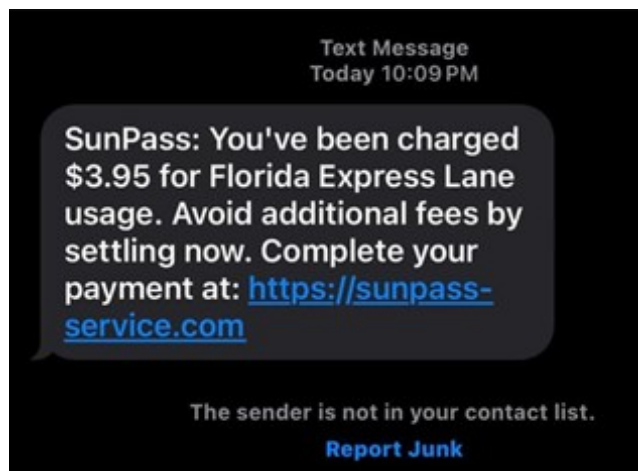 Text Message
Today 10:09 PM
SunPass: You've been charged
$3.95 for Florida Express Lane
usage. Avoid additional fees by
settling now. Complete your
payment at: https://sunpass-
service.com
The sender is not in your contact list.
Report Junk